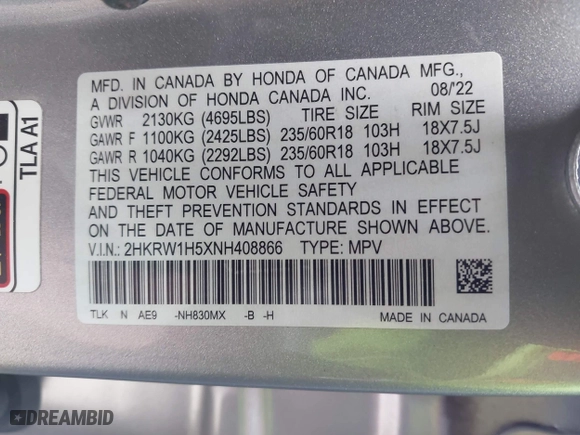 MFD. IN CANADA BY HONDA OF CANADA MFG.,
A DIVISION OF HONDA CANADA INC. 08/'22
GVWR 2130KG (4695LBS) TIRE SIZE RIM SIZE
GAWR F 1100KG (2425LBS) 235/60R18 103H 18X7.5J
GAWR R 1040KG (2292LBS) 235/60R18 103H 18X7.5J
THIS VEHICLE CONFORMS TO ALL APPLICABLE
FEDERAL MOTOR VEHICLE SAFETY
AND THEFT PREVENTION STANDARDS IN EFFECT
ON THE DATE OF MANUFACTURE SHOWN ABOVE.
V.I.N.: 2HKRW1H5XNH408866 TYPE: MPV
TLK N AE9 -NH830MX -B -H MADE IN CANADA
TLA A1
DREAMBID